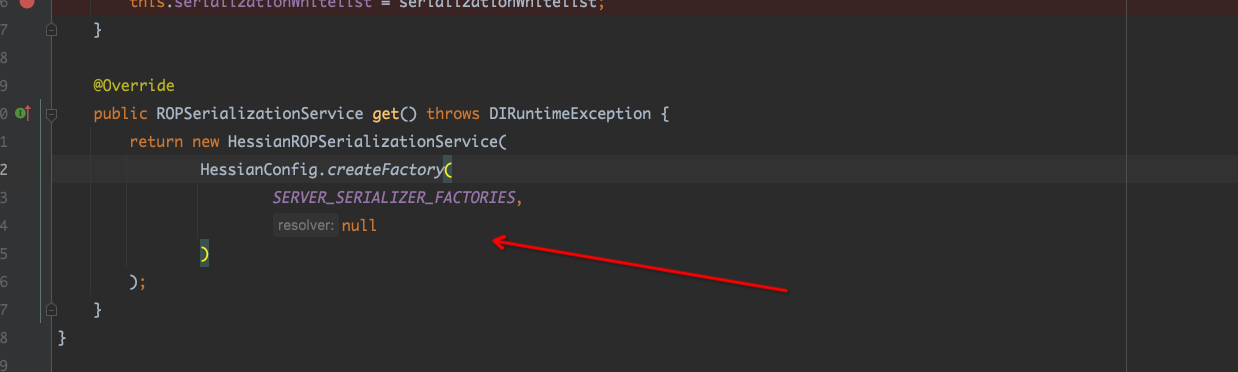 6 this.serializationWhitelist = serializationWhitelist;
7 }
8
9 @Override
0 public ROPSerializationService get() throws DIRuntimeException {
1 return new HessianROPSerializationService(
2 HessianConfig.createFactory(
3 SERVER_SERIALIZER_FACTORIES,
4 resolver: null
5 )
6 );
7 }
8 }
9